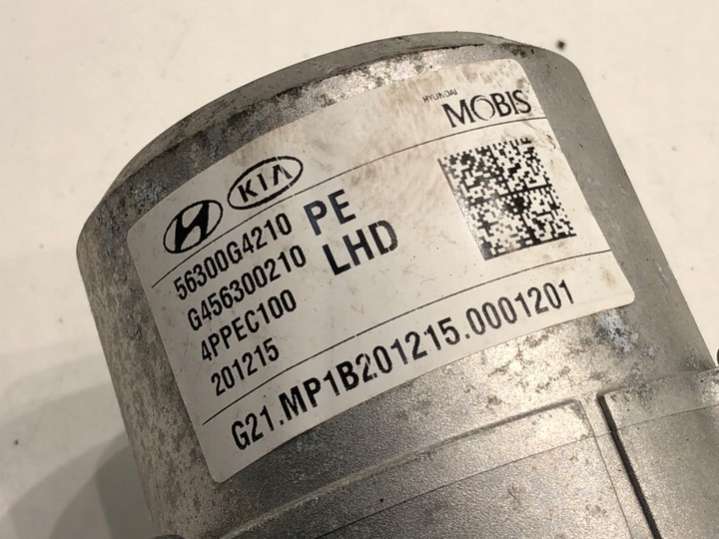 HYUNDAI
MOBIS
KIA
56300G4210
PE
G456300210
LHD
4PPEC100
201215
G21.MP1B201215.0001201